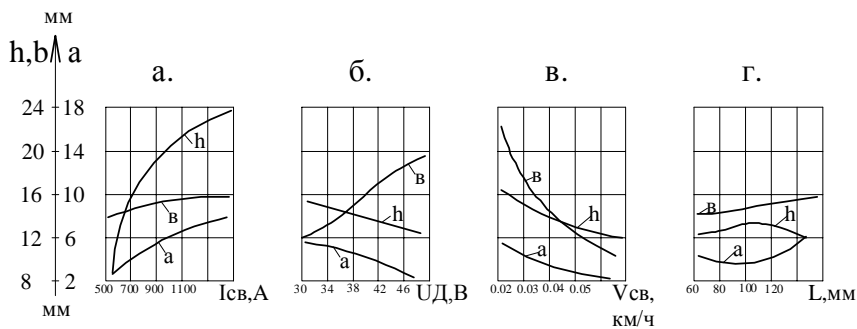 мм
h,b a
а.
б.
в.
г.
24 18
20 14
16 10
12 6
8 2
мм
h
в
а
500 700 900 1100
Iсв,А
в
h
а
30 34 38 42 46
UД,В
в
h
а
0.02 0.03 0.04 0.05
Vсв,
км/ч
в
h
а
60 80 100 120
L,мм